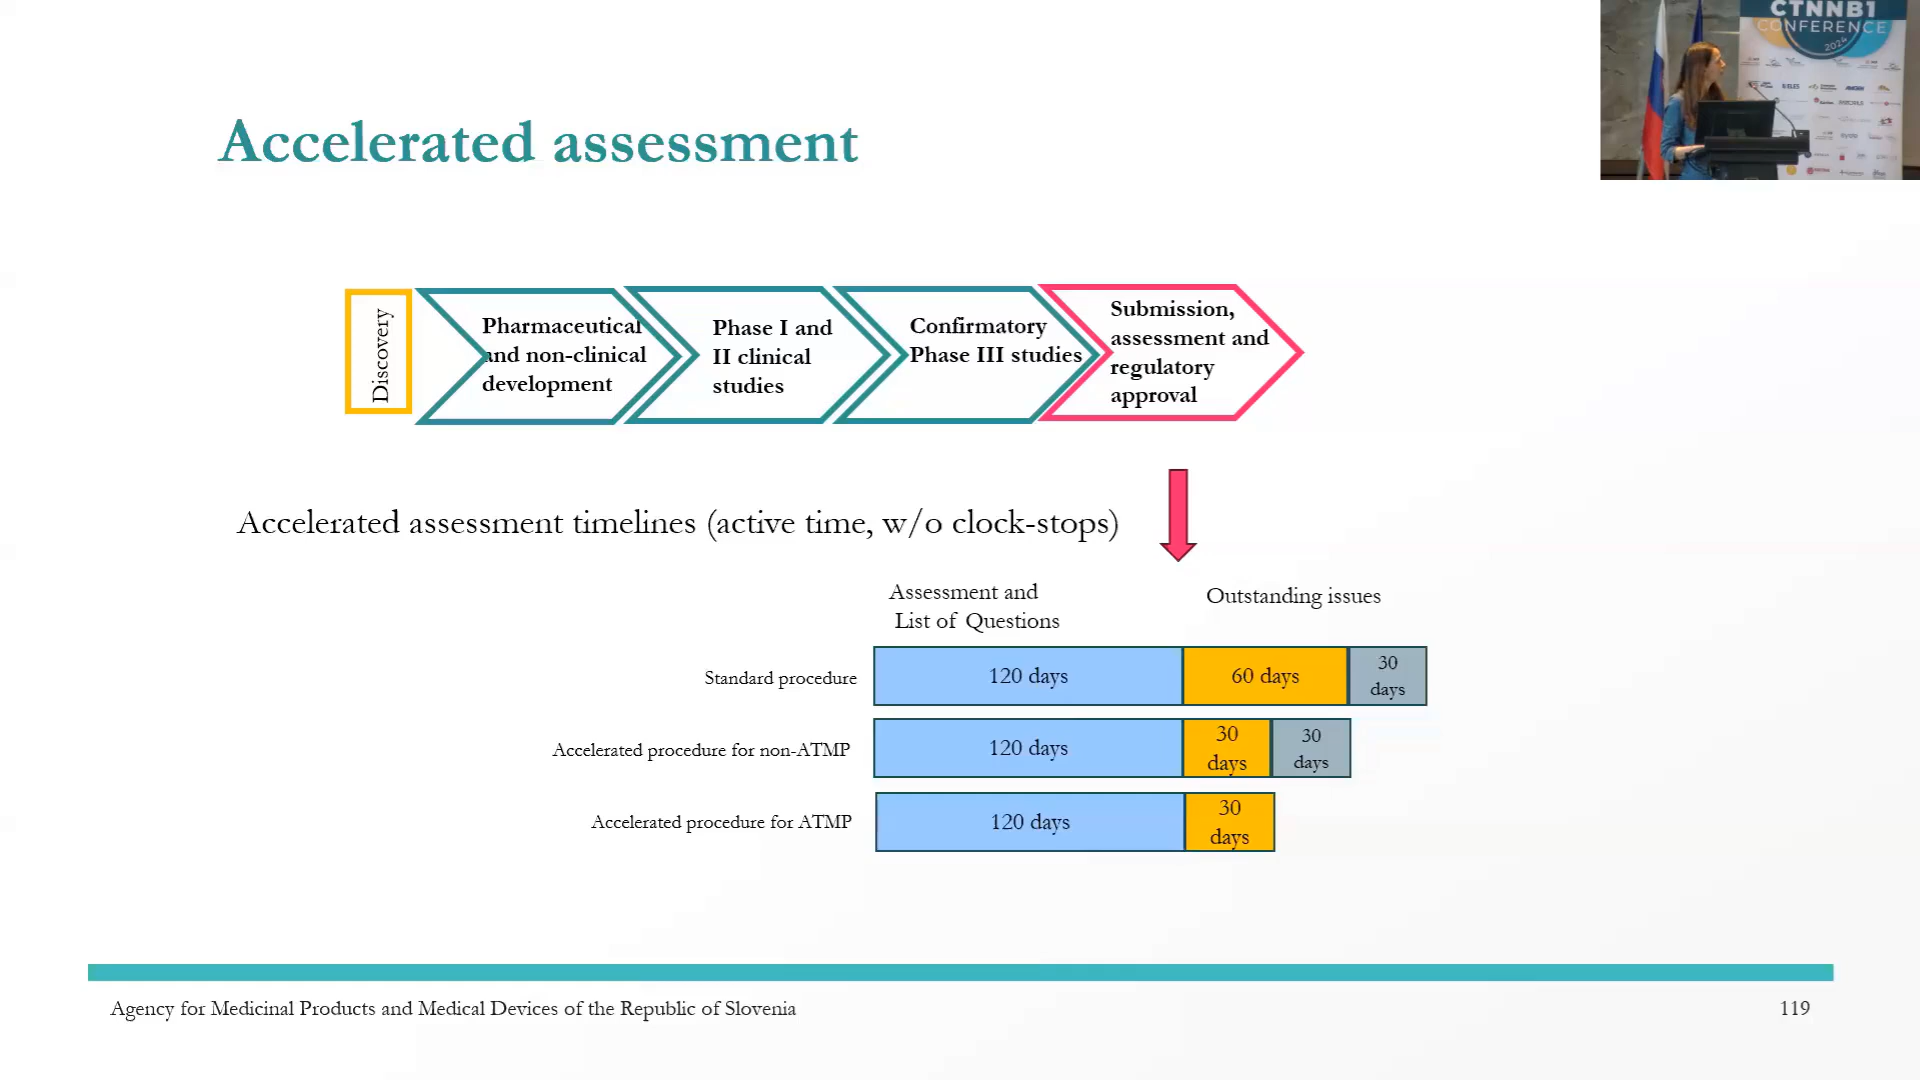 CTNNB1
CONFERENCE
2024
Accelerated assessment
Discovery
Pharmaceutical
and non-clinical
development
Phase I and
II clinical
studies
Confirmatory
Phase III studies
Submission,
assessment and
regulatory
approval
Accelerated assessment timelines (active time, w/o clock-stops)
Assessment and
List of Questions
Outstanding issues
Standard procedure
120 days
60 days
30
days
Accelerated procedure for non-ATMP
120 days
30
days
30
days
Accelerated procedure for ATMP
120 days
30
days
Agency for Medicinal Products and Medical Devices of the Republic of Slovenia
119